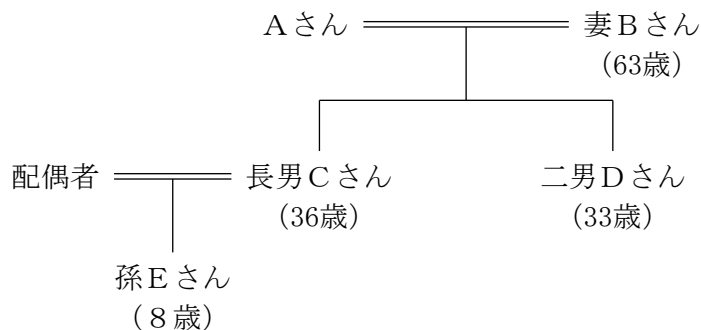 Aさん 妻Bさん
(63歳)
配偶者 長男Cさん 二男Dさん
(36歳) (33歳)
孫Eさん
(8歳)